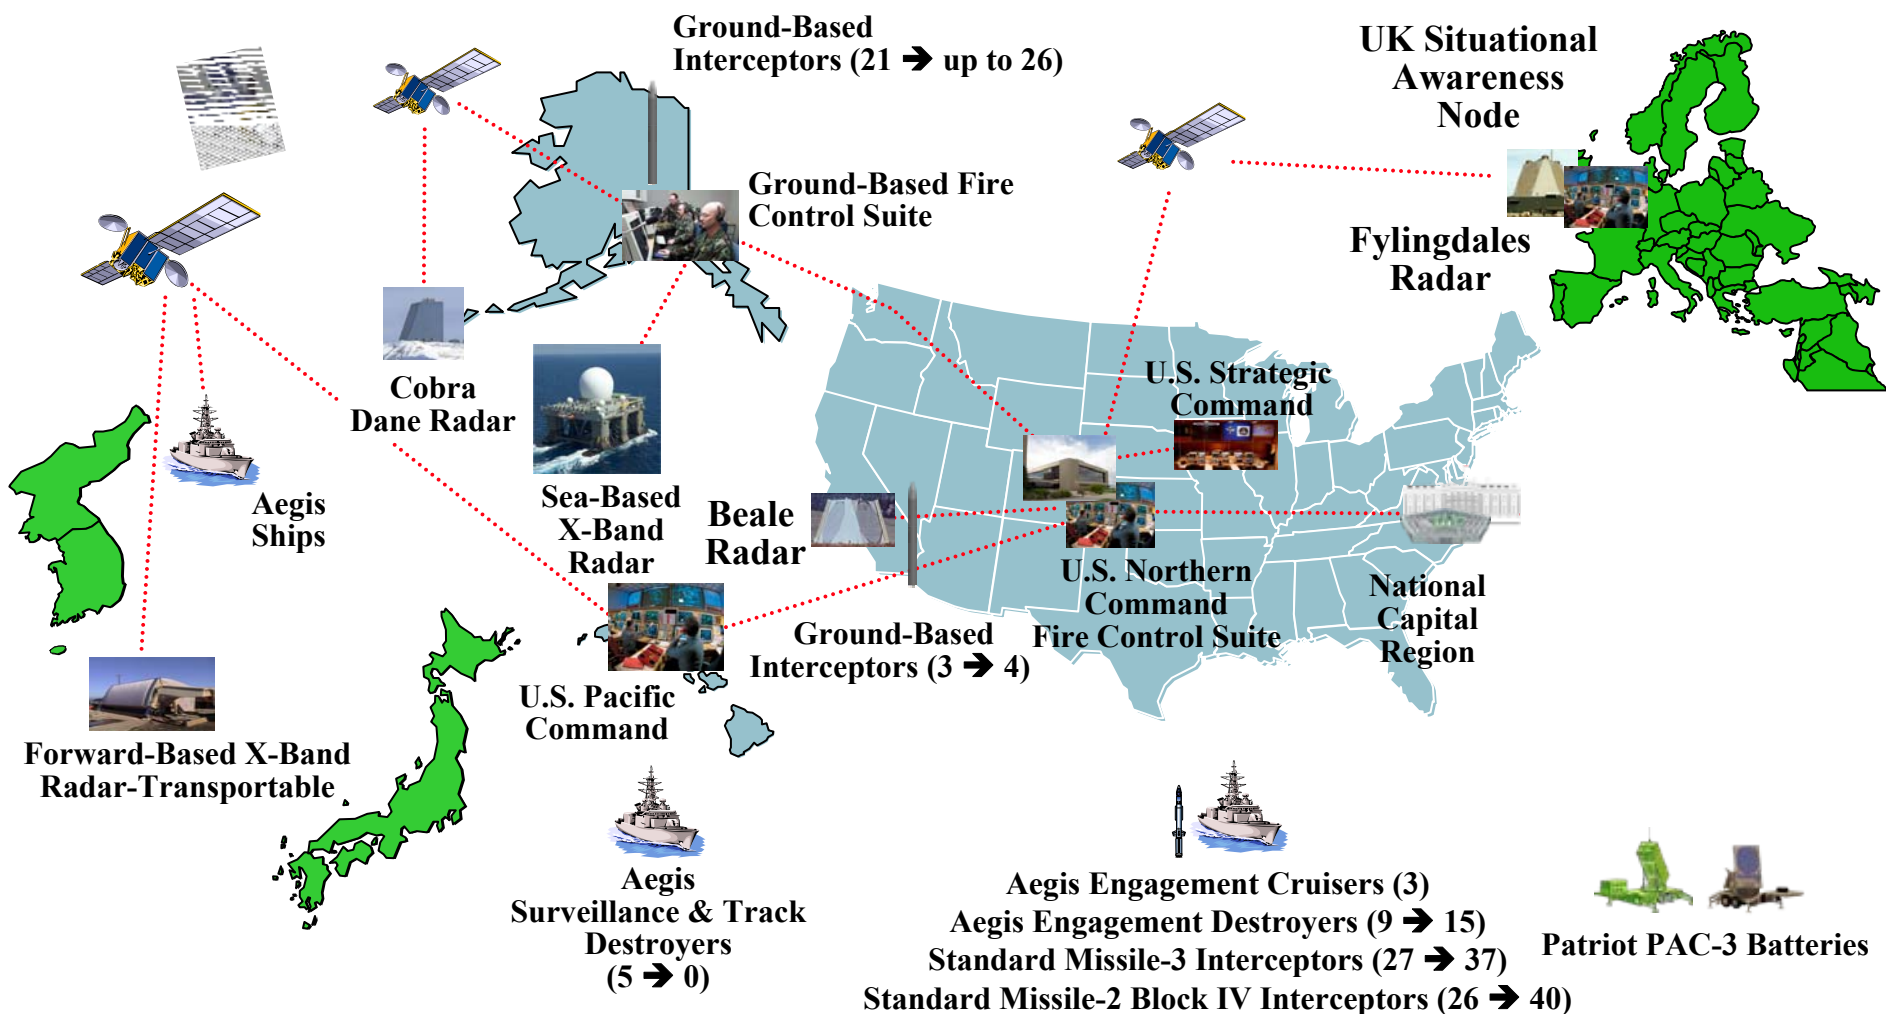 Ground-Based
Interceptors (21 ➔ up to 26)
UK Situational
Awareness
Node
Ground-Based Fire
Control Suite
Fylingdales
Radar
Cobra
Dane Radar
U.S. Strategic
Command
Aegis
Ships
Sea-Based
X-Band
Radar
Beale
Radar
U.S. Northern
Command
Fire Control Suite
National
Capital
Region
Ground-Based
Interceptors (3 ➔ 4)
U.S. Pacific
Command
Forward-Based X-Band
Radar-Transportable
Aegis
Surveillance & Track
Destroyers
(5 ➔ 0)
Aegis Engagement Cruisers (3)
Aegis Engagement Destroyers (9 ➔ 15)
Standard Missile-3 Interceptors (27 ➔ 37)
Standard Missile-2 Block IV Interceptors (26 ➔ 40)
Patriot PAC-3 Batteries